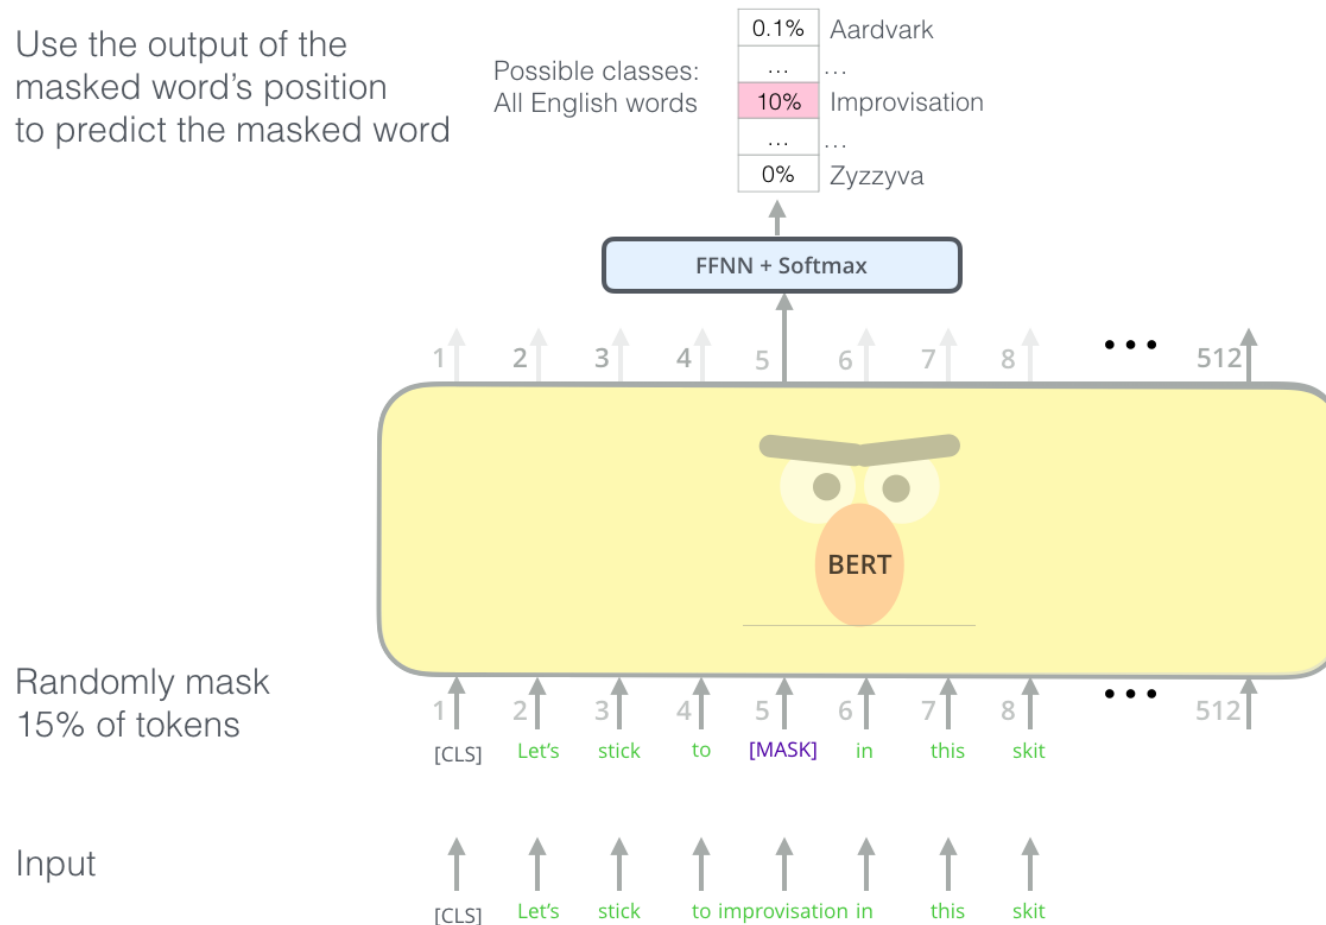 Use the output of the
masked word's position
to predict the masked word
Possible classes:
All English words
0.1% Aardvark
... ...
10% Improvisation
... ...
0% Zyzzyva
FFNN + Softmax
1 2 3 4 5 6 7 8 ••• 512
BERT
Randomly mask
15% of tokens
1 2 3 4 5 6 7 8 ••• 512
[CLS] Let's stick to [MASK] in this skit
Input
[CLS] Let's stick to improvisation in this skit